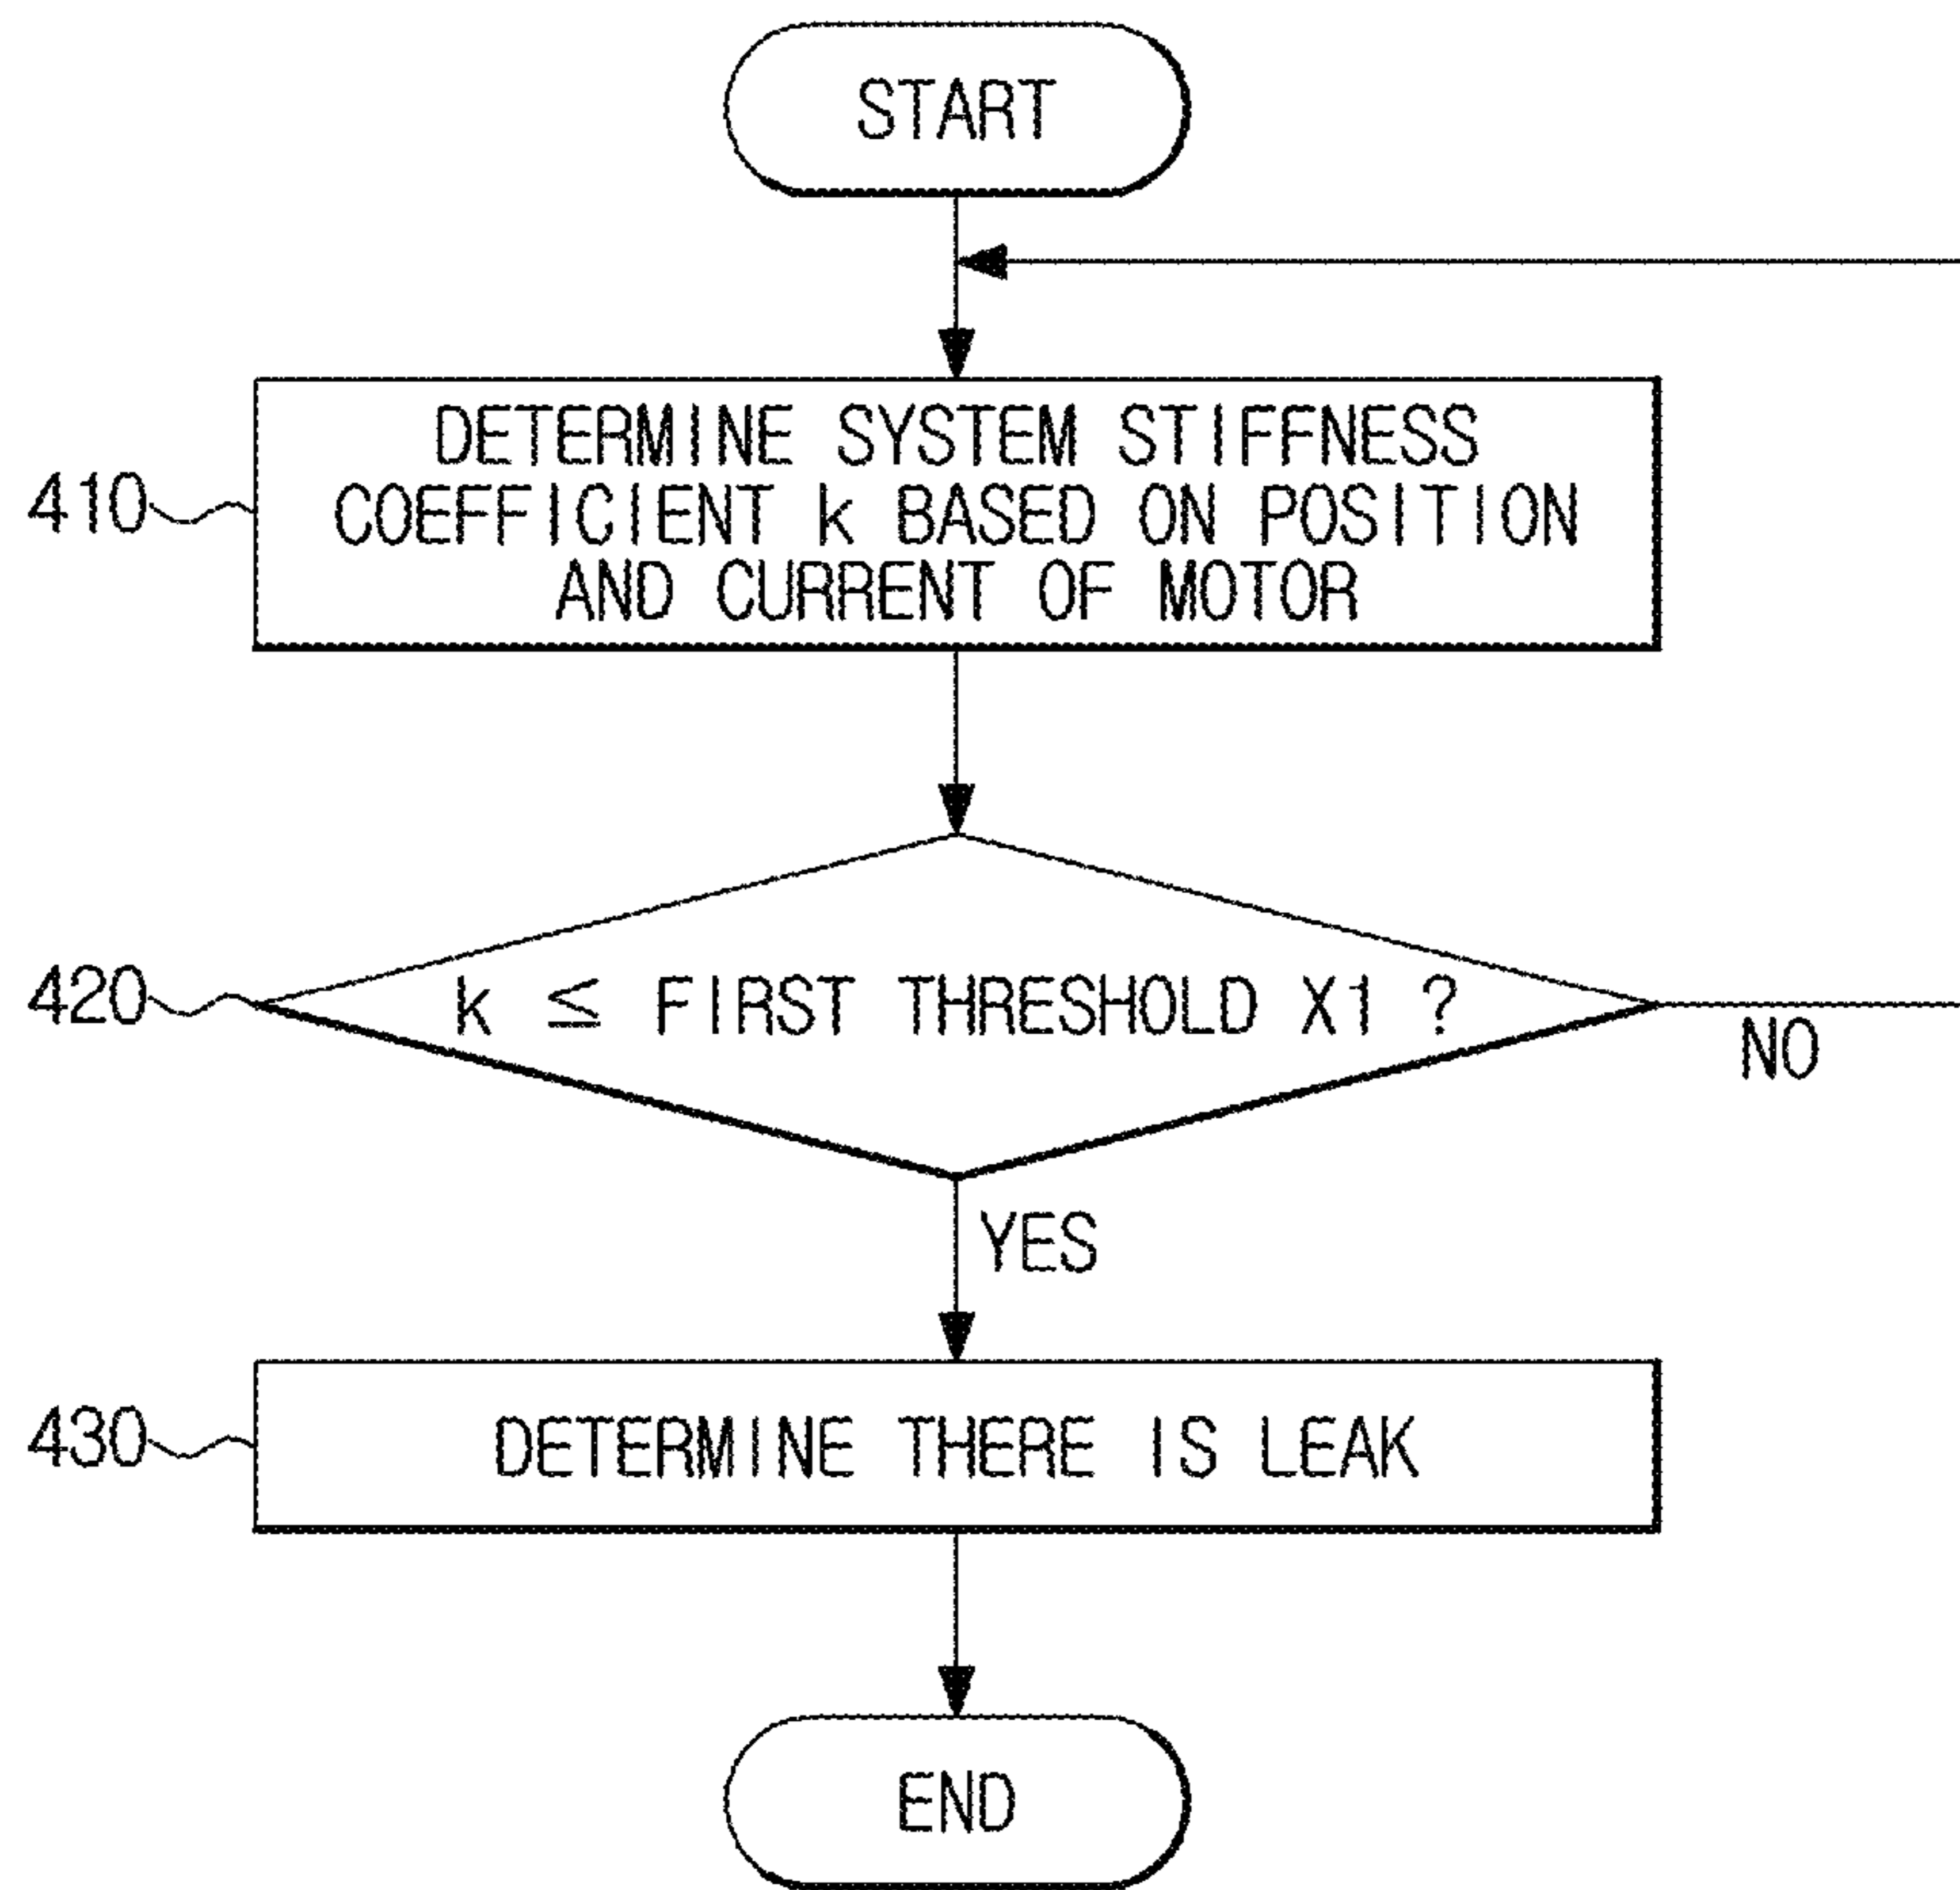 START
DETERMINE SYSTEM STIFFNESS
COEFFICIENT k BASED ON POSITION
AND CURRENT OF MOTOR
410
k ≦ FIRST THRESHOLD X1 ?
420
NO
YES
DETERMINE THERE IS LEAK
430
END